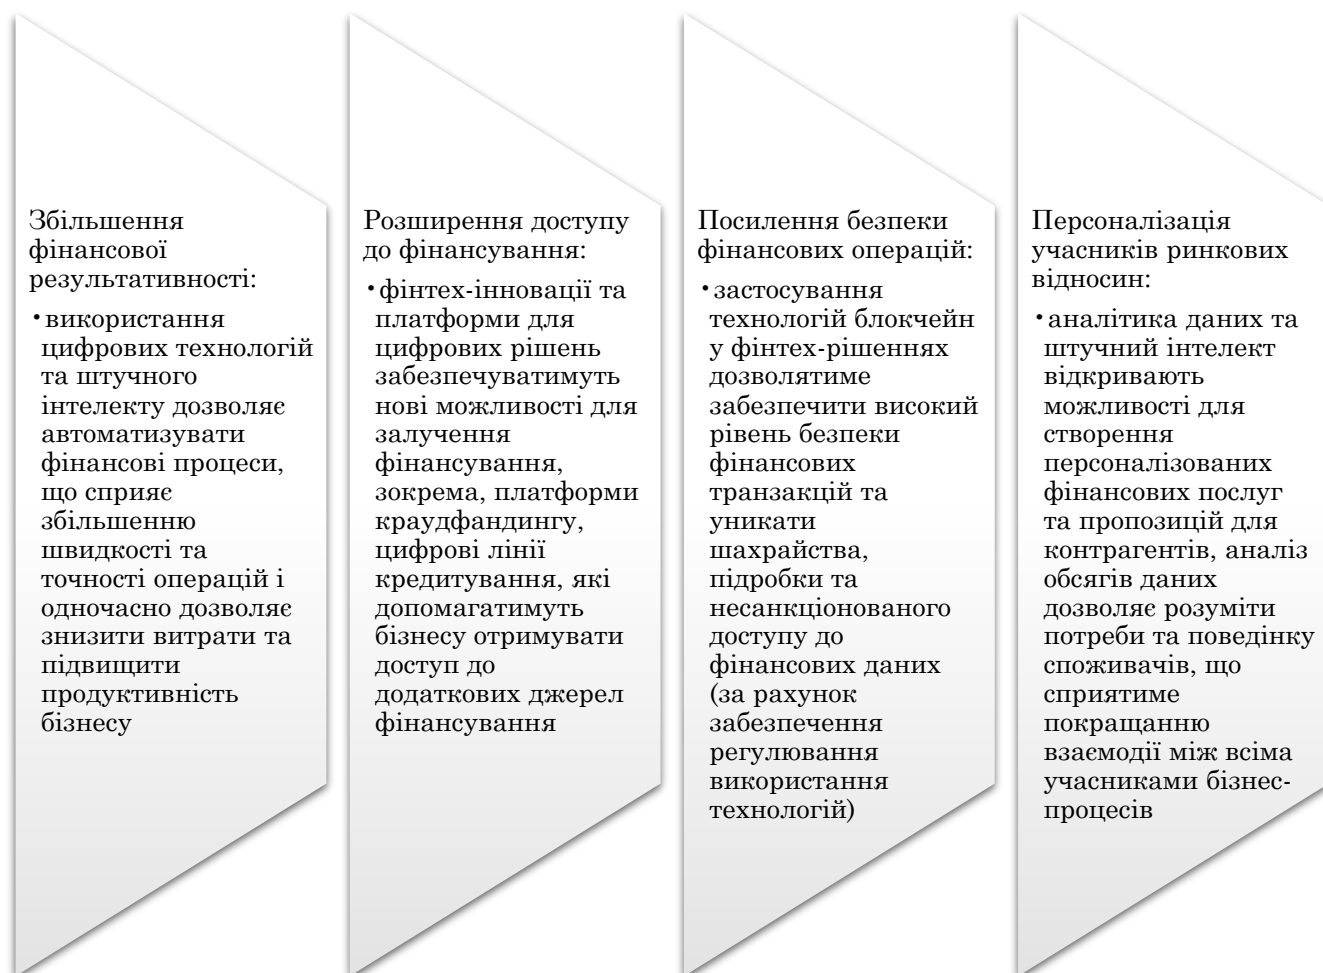 Збільшення
фінансової
результативності:
• використання
цифрових технологій
та штучного
інтелекту дозволяє
автоматизувати
фінансові процеси,
що сприяє
збільшенню
швидкості та
точності операцій і
одночасно дозволяє
знизити витрати та
підвищити
продуктивність
бізнесу
Розширення доступу
до фінансування:
• фінтех-інновації та
платформи для
цифрових рішень
забезпечуватимуть
нові можливості для
залучення
фінансування,
зокрема, платформи
краудфандингу,
цифрові лінії
кредитування, які
допомагатимуть
бізнесу отримувати
доступ до
додаткових джерел
фінансування
Посилення безпеки
фінансових операцій:
• застосування
технологій блокчейн
у фінтех-рішеннях
дозволятиме
забезпечити високий
рівень безпеки
фінансових
транзакцій та
уникати
шахрайства,
підробки та
несанкціонованого
доступу до
фінансових даних
(за рахунок
забезпечення
регулювання
використання
технологій)
Персоналізація
учасників ринкових
відносин:
• аналітика даних та
штучний інтелект
відкривають
можливості для
створення
персоналізованих
фінансових послуг
та пропозицій для
контрагентів, аналіз
обсягів даних
дозволяє розуміти
потреби та поведінку
споживачів, що
сприятиме
покращанню
взаємодії між всіма
учасниками бізнес-
процесів